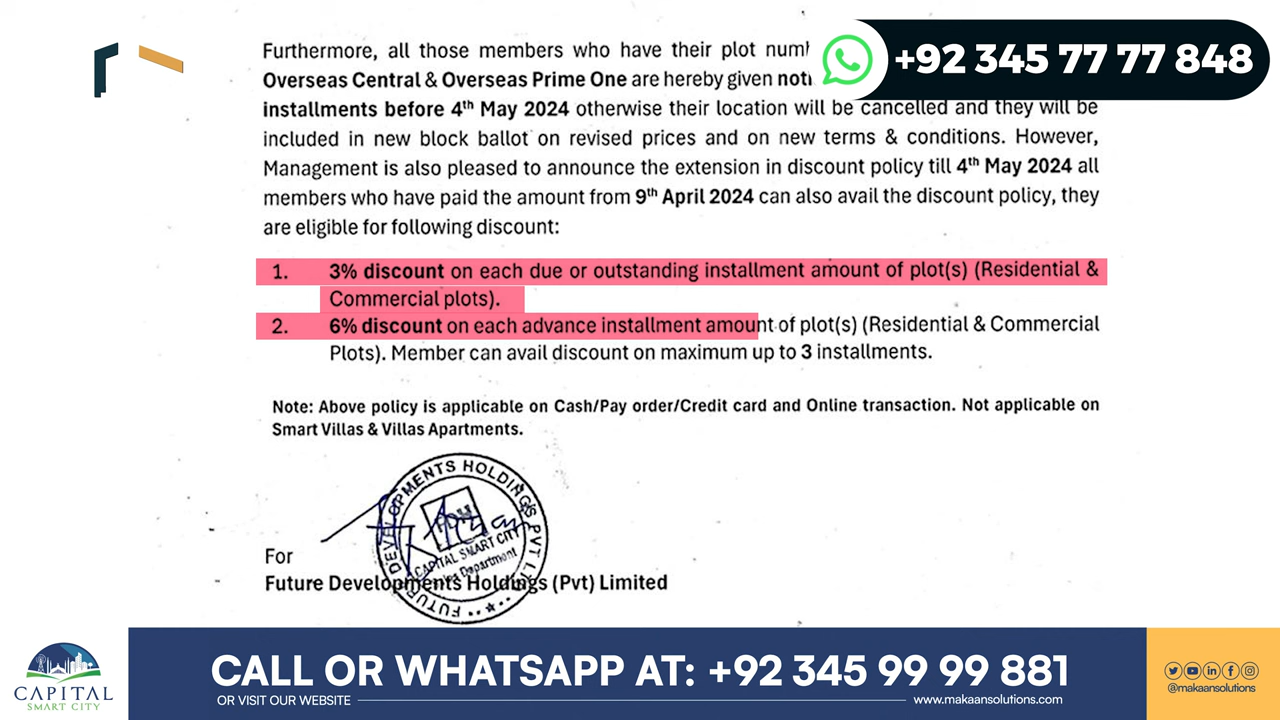 +92 345 77 77 848
Furthermore, all those members who have their plot
Overseas Central & Overseas Prime One are hereby given
installments before 4th May 2024 otherwise their location will be cancelled and they will be
included in new block ballot on revised prices and on new terms & conditions. However,
Management is also pleased to announce the extension in discount policy till 4th May 2024 all
members who have paid the amount from 9th April 2024 can also avail the discount policy, they
are eligible for following discount:
1. 3% discount on each due or outstanding installment amount of plot(s) (Residential &
Commercial plots).
2. 6% discount on each advance installment amount of plot(s) (Residential & Commercial
Plots). Member can avail discount on maximum up to 3 installments.
Note: Above policy is applicable on Cash/Pay order/Credit card and Online transaction. Not applicable on
Smart Villas & Villas Apartments.
FUTURE DEVELOPMENTS HOLDINGS PVT LTD
CAPITAL SMART CITY
Department
For
Future Developments Holdings (Pvt) Limited
CAPITAL
SMART CITY
CALL OR WHATSAPP AT: +92 345 99 99 881
OR VISIT OUR WEBSITE
www.makaansolutions.com
@makaansolutions